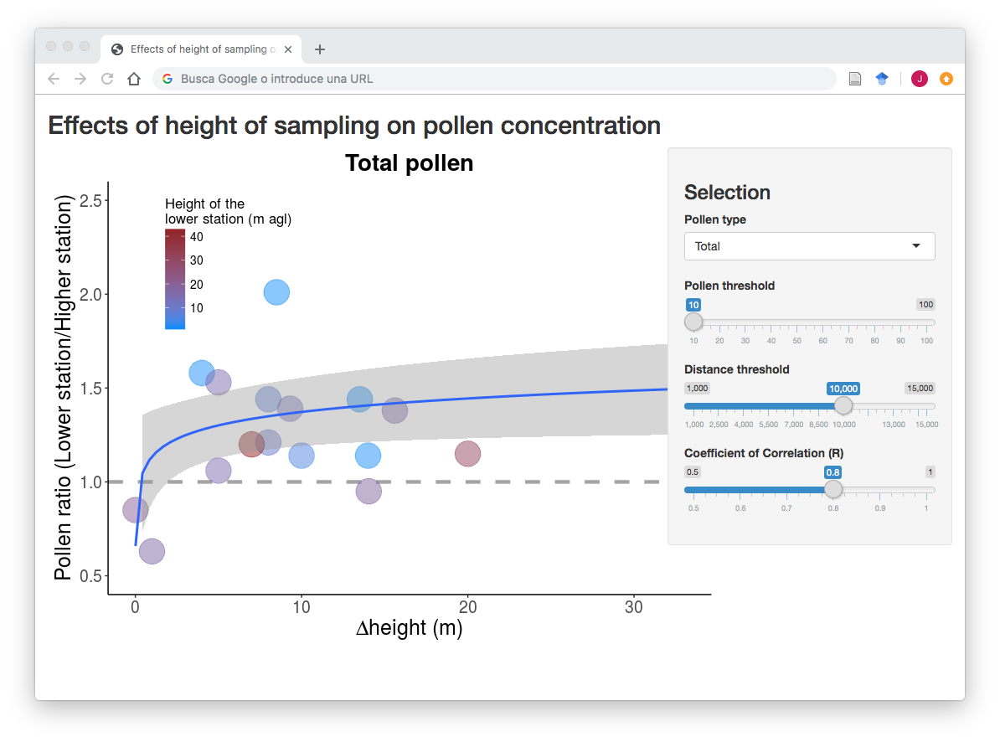 Effects of height of sampling o
Busca Google o introduce una URL
J
Effects of height of sampling on pollen concentration
Total pollen
Pollen ratio (Lower station/Higher station)
2.5
2.0
1.5
1.0
0.5
Height of the
lower station (m agl)
40
30
20
10
0 10 20 30
Δheight (m)
Selection
Pollen type
Total
Pollen threshold
10 100
10 20 30 40 50 60 70 80 90 100
Distance threshold
1,000 10,000 15,000
1,000 2,500 4,000 5,500 7,000 8,500 10,000 13,000 15,000
Coefficient of Correlation (R)
0.5 0.8 1
0.5 0.6 0.7 0.8 0.9 1